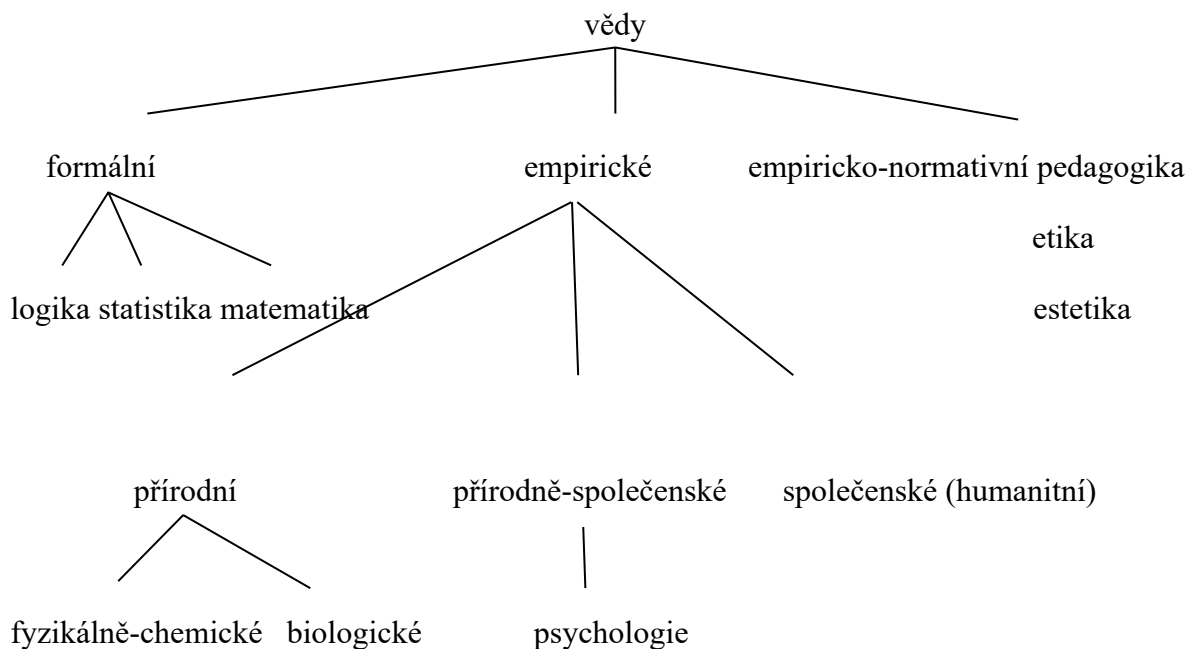 vědy
formální empirické empiricko-normativní pedagogika
etika
logika statistika matematika estetika
přírodní přírodně-společenské společenské (humanitní)
fyzikálně-chemické biologické psychologie